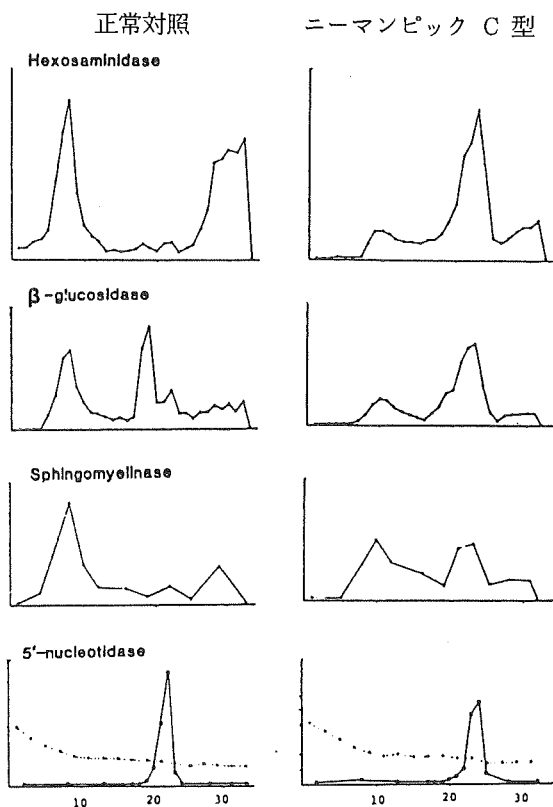 正常対照 ニーマンピック C 型
Hexosaminidase
β-glucosidase
Sphingomyelinase
5′-nucleotidase
10 20 30 10 20 30